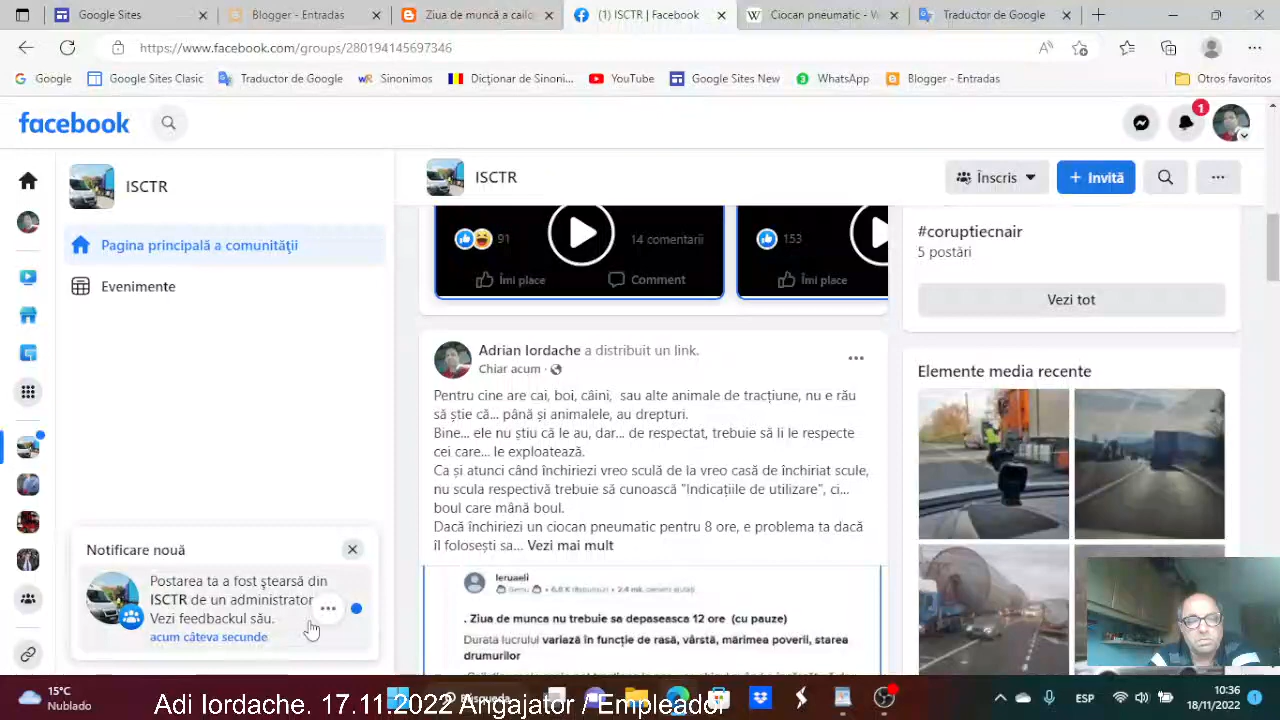 Google Sites
Blogger - Entradas
Ziua de munca a cailo
(1) ISCTR | Facebook
Ciocan pneumatic - W
Traductor de Google
https://www.facebook.com/groups/280194145697346
Google
Google Sites Clasic
Traductor de Google
Sinonimos
Dicţionar de Sinoni...
YouTube
Google Sites New
WhatsApp
Blogger - Entradas
Otros favoritos
facebook
1
ISCTR
Pagina principală a comunităţii
Evenimente
ISCTR
Înscris
+ Invită
91
14 comentarii
153
Îmi place
Comment
Îmi place
#coruptiecnair
5 postări
Vezi tot
Elemente media recente
Adrian Iordache a distribuit un link.
Chiar acum
Pentru cine are cai, boi, câini, sau alte animale de tracțiune, nu e rău
să știe că... până și animalele, au drepturi.
Bine... ele nu știu că le au, dar... de respectat, trebuie să li le respecte
cei care... le exploatează.
Ca și atunci când închiriezi vreo sculă de la vreo casă de închiriat scule,
nu scula respectivă trebuie să cunoască "Indicațiile de utilizare", ci...
boul care mână boul.
Dacă închiriezi un ciocan pneumatic pentru 8 ore, e problema ta dacă
îl folosești sa... Vezi mai mult
Ieruaeli
. Ziua de munca nu trebuie sa depaseasca 12 ore (cu pauze)
Durata lucrului variază în funcție de rasă, vârstă, mărimea poverii, starea
drumurilor
Notificare nouă
Postarea ta a fost ştearsă din
ISCTR de un administrator
Vezi feedbackul său.
acum câteva secunde
15°C
Nublado
Búsqueda
Adi Iordache. 17.11.2022 Angajator / Empleador
ESP
10:36
18/11/2022
1